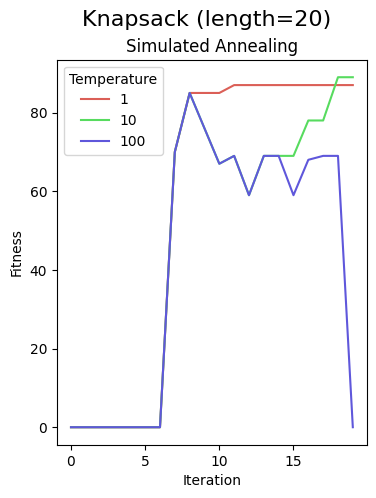 Knapsack (length=20)
Simulated Annealing
Temperature
1
10
100
80
60
40
20
0
Fitness
0 5 10 15
Iteration